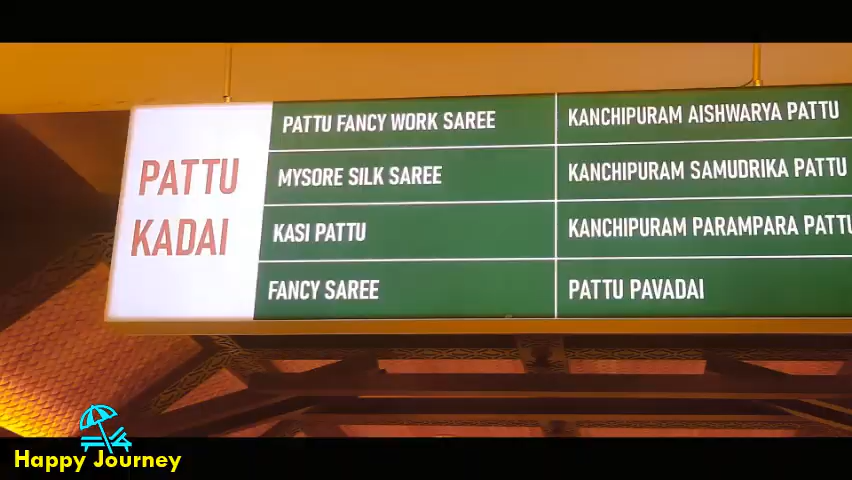 PATTU
KADAI
PATTU FANCY WORK SAREE
MYSORE SILK SAREE
KASI PATTU
FANCY SAREE
KANCHIPURAM AISHWARYA PATTU
KANCHIPURAM SAMUDRIKA PATTU
KANCHIPURAM PARAMPARA PATTU
PATTU PAVADAI
Happy Journey